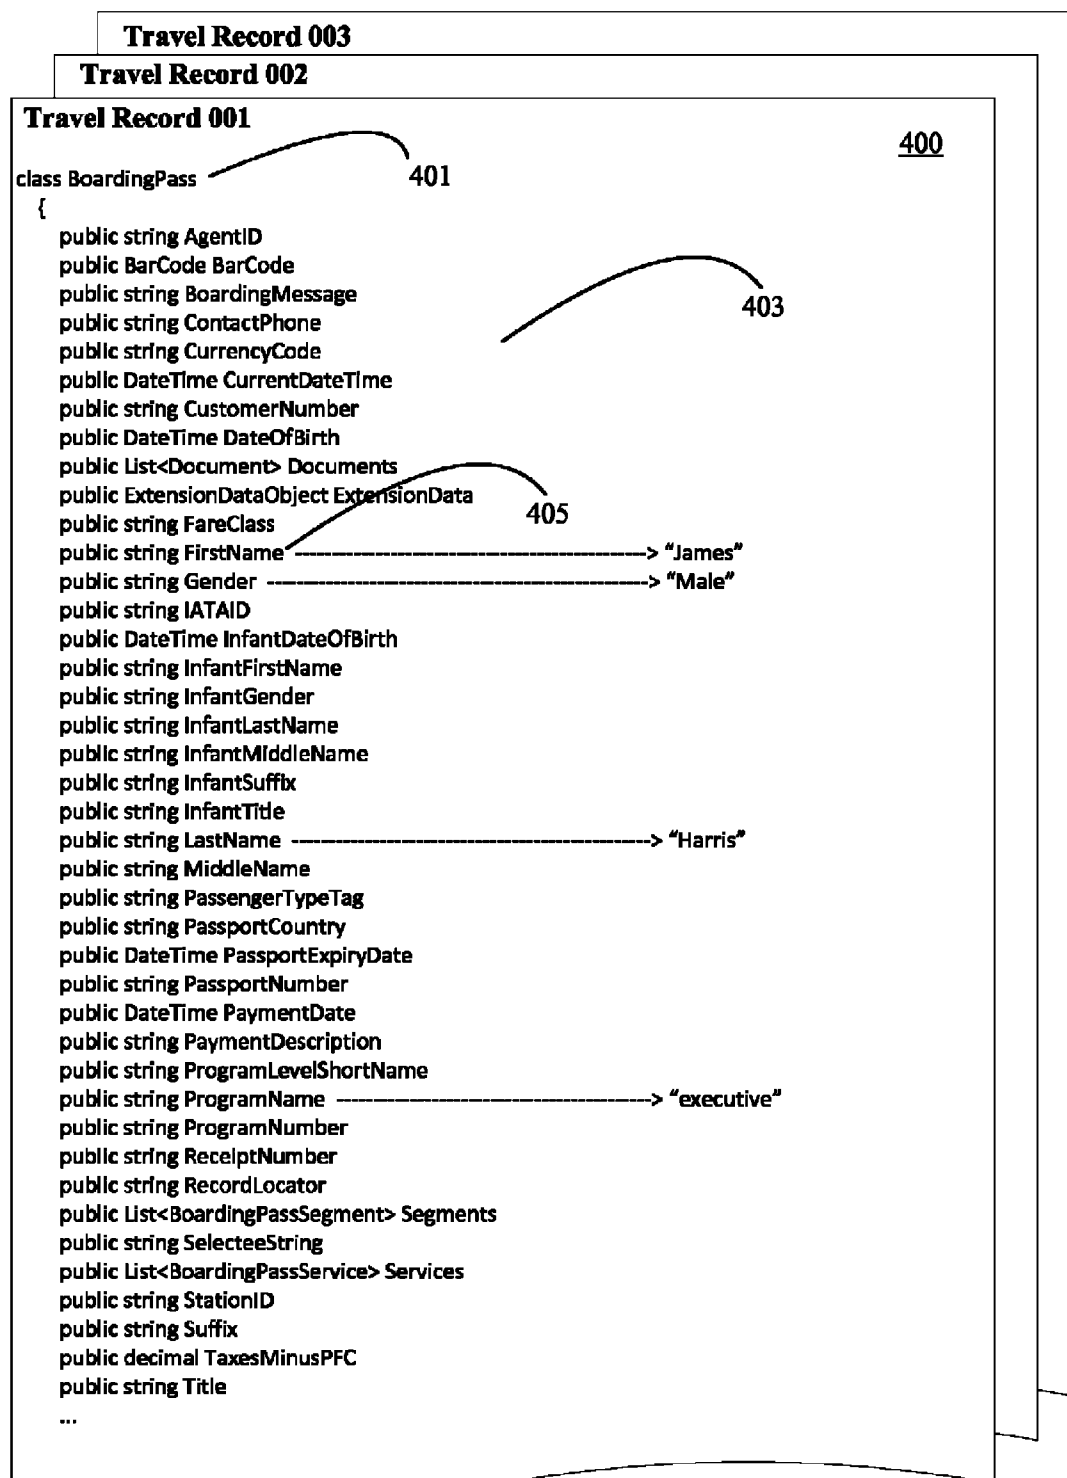 Travel Record 003
Travel Record 002
Travel Record 001
400
class BoardingPass
401
{
public string AgentID
public BarCode BarCode
public string BoardingMessage
403
public string ContactPhone
public string CurrencyCode
public DateTime CurrentDateTime
public string CustomerNumber
public DateTime DateOfBirth
public List<Document> Documents
public ExtensionDataObject ExtensionData
405
public string FareClass
public string FirstName ------------------------------------------------> “James”
public string Gender ----------------------------------------------------> “Male”
public string IATAID
public DateTime InfantDateOfBirth
public string InfantFirstName
public string InfantGender
public string InfantLastName
public string InfantMiddleName
public string InfantSuffix
public string InfantTitle
public string LastName -------------------------------------------------> “Harris”
public string MiddleName
public string PassengerTypeTag
public string PassportCountry
public DateTime PassportExpiryDate
public string PassportNumber
public DateTime PaymentDate
public string PaymentDescription
public string ProgramLevelShortName
public string ProgramName -------------------------------------------> “executive”
public string ProgramNumber
public string ReceiptNumber
public string RecordLocator
public List<BoardingPassSegment> Segments
public string SelecteeString
public List<BoardingPassService> Services
public string StationID
public string Suffix
public decimal TaxesMinusPFC
public string Title
...